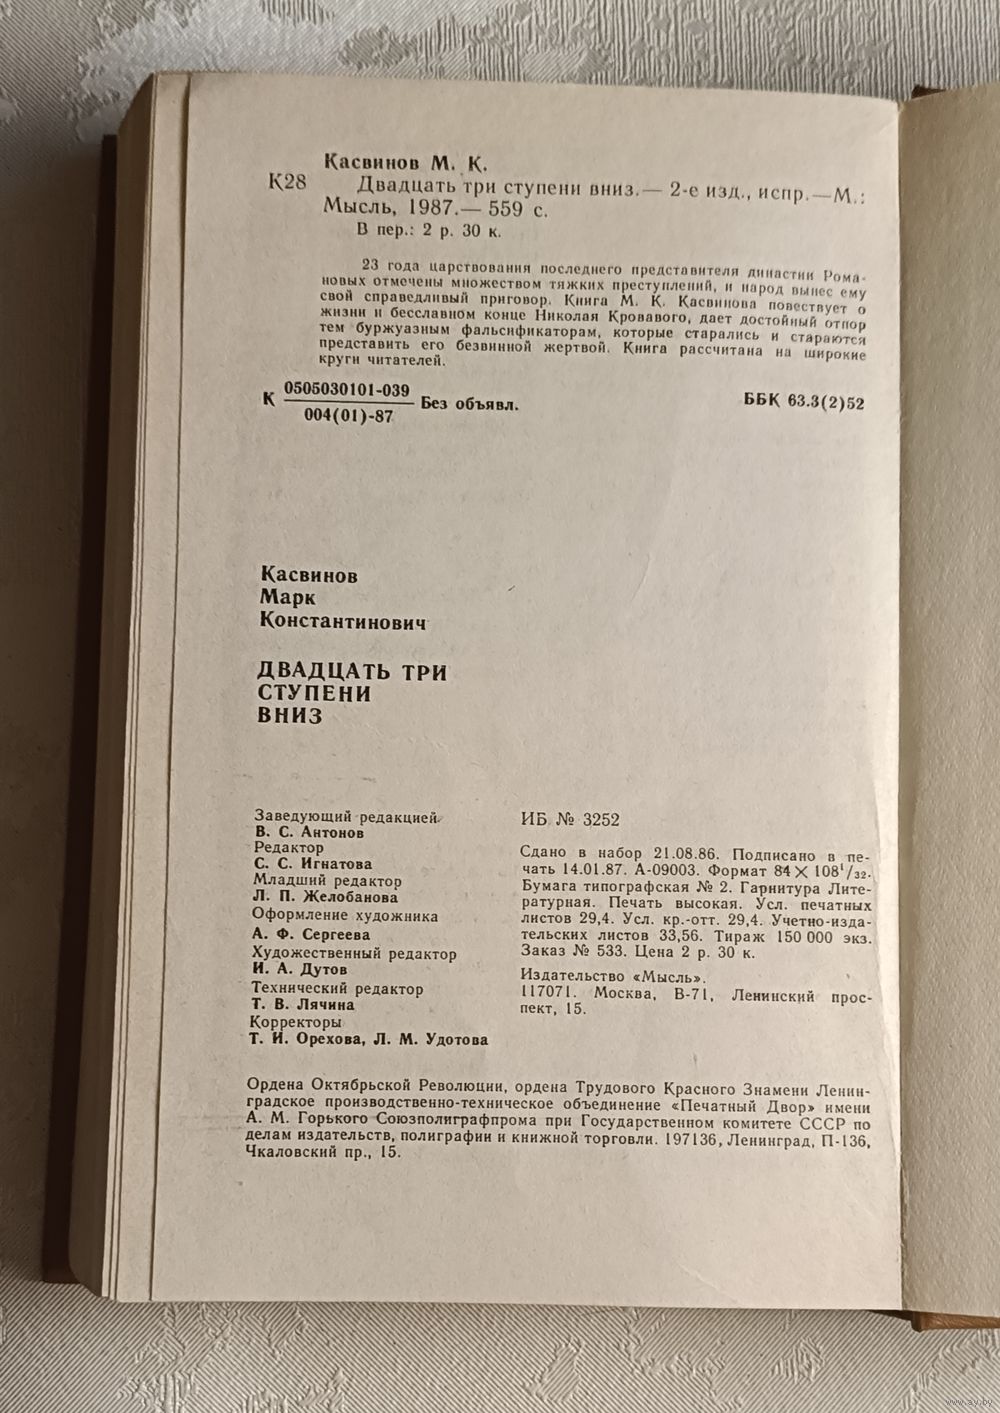 Касвинов М. К.
К28 Двадцать три ступени вниз.— 2-е изд., испр.—М.:
Мысль, 1987.— 559 с.
В пер.: 2 р. 30 к.
23 года царствования последнего представителя династии Рома-
новых отмечены множеством тяжких преступлений, и народ вынес ему
свой справедливый приговор. Книга М. К. Касвинова повествует о
жизни и бесславном конце Николая Кровавого, дает достойный отпор
тем буржуазным фальсификаторам, которые старались и стараются
представить его безвинной жертвой. Книга рассчитана на широкие
круги читателей.
К 0505030101-039 Без объявл. ББК 63.3(2)52
004(01)-87
Касвинов
Марк
Константинович
ДВАДЦАТЬ ТРИ
СТУПЕНИ
ВНИЗ
Заведующий редакцией
В. С. Антонов
Редактор
С. С. Игнатова
Младший редактор
Л. П. Желобанова
Оформление художника
А. Ф. Сергеева
Художественный редактор
И. А. Дутов
Технический редактор
Т. В. Лячина
Корректоры
Т. И. Орехова, Л. М. Удотова
ИБ № 3252
Сдано в набор 21.08.86. Подписано в пе-
чать 14.01.87. А-09003. Формат 84×108¹/₃₂.
Бумага типографская № 2. Гарнитура Лите-
ратурная. Печать высокая. Усл. печатных
листов 29,4. Усл. кр.-отт. 29,4. Учетно-изда-
тельских листов 33,56. Тираж 150 000 экз.
Заказ № 533. Цена 2 р. 30 к.
Издательство «Мысль».
117071. Москва, В-71, Ленинский прос-
пект, 15.
Ордена Октябрьской Революции, ордена Трудового Красного Знамени Ленин-
градское производственно-техническое объединение «Печатный Двор» имени
А. М. Горького Союзполиграфпрома при Государственном комитете СССР по
делам издательств, полиграфии и книжной торговли. 197136, Ленинград, П-136,
Чкаловский пр., 15.
www.ay.by